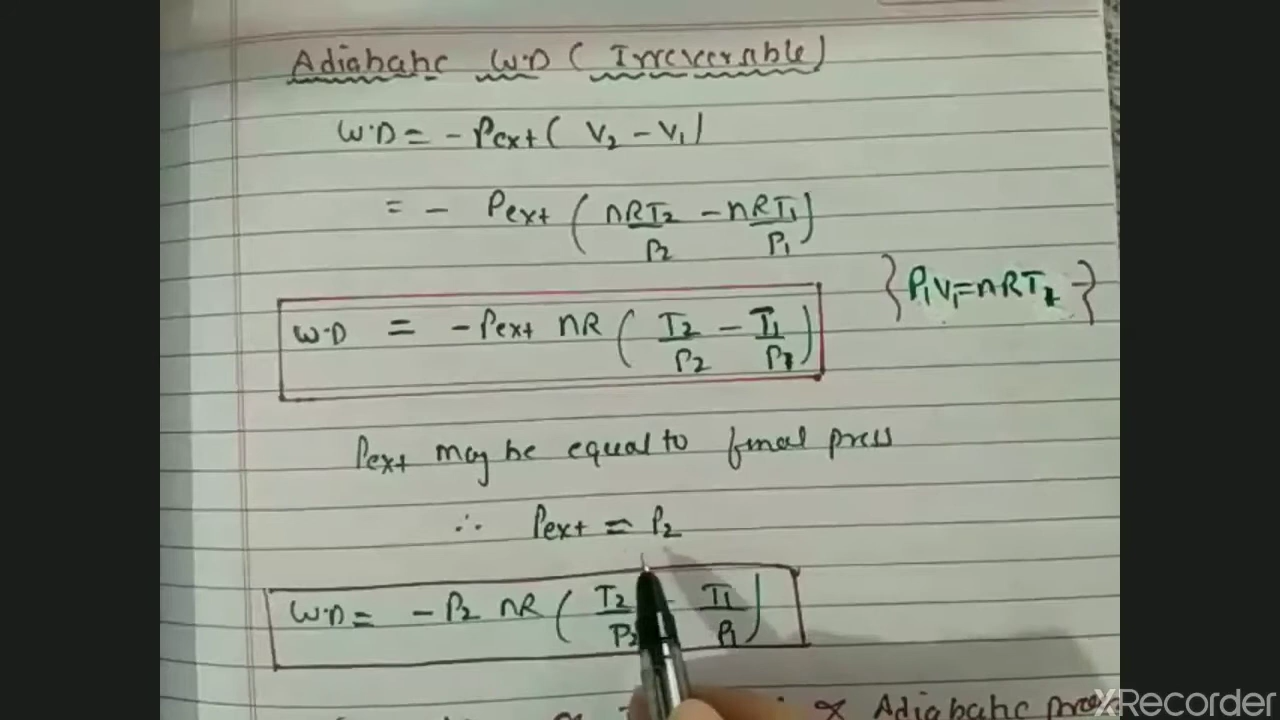 Adiabatic W.D ( Irreversible )
W.D = - Pext ( V2 - V1 )
= - Pext ( nRT2/P2 - nRT1/P1 )
{ P1V1 = nRT1 }
W.D = - Pext nR ( T2/P2 - T1/P1 )
Pext may be equal to final press
∴ Pext = P2
W.D = - P2 nR ( T2/P2 - T1/P1 )
& Adiabatic
XRecorder